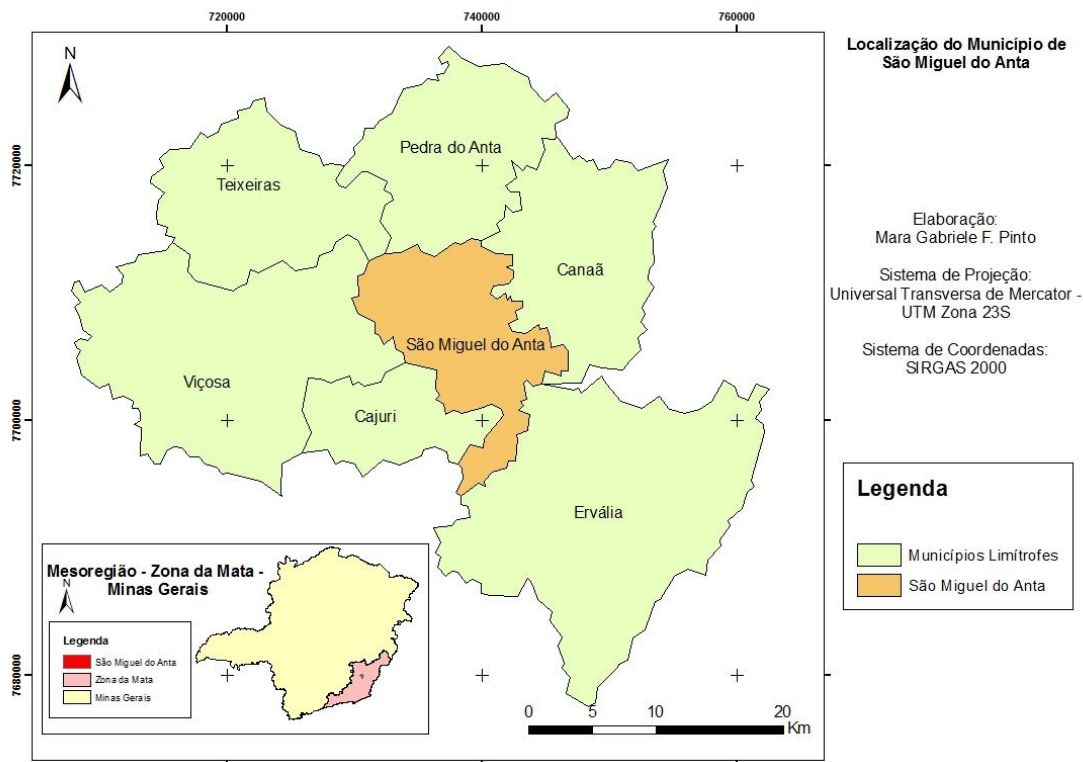 720000
740000
760000
Localização do Município de
São Miguel do Anta
N
7720000
Pedra do Anta
Teixeiras
Canaã
Elaboração:
Mara Gabriele F. Pinto
Sistema de Projeção:
Universal Transversa de Mercator -
UTM Zona 23S
Sistema de Coordenadas:
SIRGAS 2000
São Miguel do Anta
Viçosa
Cajuri
770000
Ervália
Legenda
Municípios Limítrofes
São Miguel do Anta
Mesoregião - Zona da Mata -
Minas Gerais
N
Legenda
São Miguel do Anta
Zona da Mata
Minas Gerais
7680000
0 5 10 20
Km